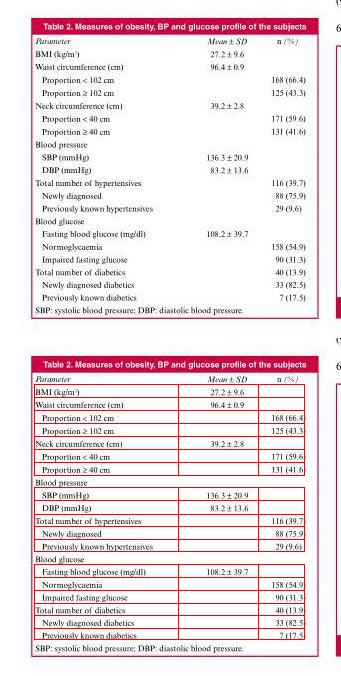 Table 2. Measures of obesity, BP and glucose profile of the subjects
Parameter Mean ± SD n (%)
BMI (kg/m²) 27.2 ± 9.6
Waist circumference (cm) 96.4 ± 0.9
Proportion < 102 cm 168 (66.4)
Proportion ≥ 102 cm 125 (43.3)
Neck circumference (cm) 39.2 ± 2.8
Proportion < 40 cm 171 (59.6)
Proportion ≥ 40 cm 131 (41.6)
Blood pressure
SBP (mmHg) 136.3 ± 20.9
DBP (mmHg) 83.2 ± 13.6
Total number of hypertensives 116 (39.7)
Newly diagnosed 88 (75.9)
Previously known hypertensives 29 (9.6)
Blood glucose
Fasting blood glucose (mg/dl) 108.2 ± 39.7
Normoglycaemia 158 (54.9)
Impaired fasting glucose 90 (31.3)
Total number of diabetics 40 (13.9)
Newly diagnosed diabetics 33 (82.5)
Previously known diabetics 7 (17.5)
SBP: systolic blood pressure; DBP: diastolic blood pressure.
Table 2. Measures of obesity, BP and glucose profile of the subjects
Parameter Mean ± SD n (%)
BMI (kg/m²) 27.2 ± 9.6
Waist circumference (cm) 96.4 ± 0.9
Proportion < 102 cm 168 (66.4
Proportion ≥ 102 cm 125 (43.3
Neck circumference (cm) 39.2 ± 2.8
Proportion < 40 cm 171 (59.6
Proportion ≥ 40 cm 131 (41.6
Blood pressure
SBP (mmHg) 136.3 ± 20.9
DBP (mmHg) 83.2 ± 13.6
Total number of hypertensives 116 (39.7
Newly diagnosed 88 (75.9
Previously known hypertensives 29 (9.6)
Blood glucose
Fasting blood glucose (mg/dl) 108.2 ± 39.7
Normoglycaemia 158 (54.9
Impaired fasting glucose 90 (31.3
Total number of diabetics 40 (13.9
Newly diagnosed diabetics 33 (82.5
Previously known diabetics 7 (17.5
SBP: systolic blood pressure; DBP: diastolic blood pressure.